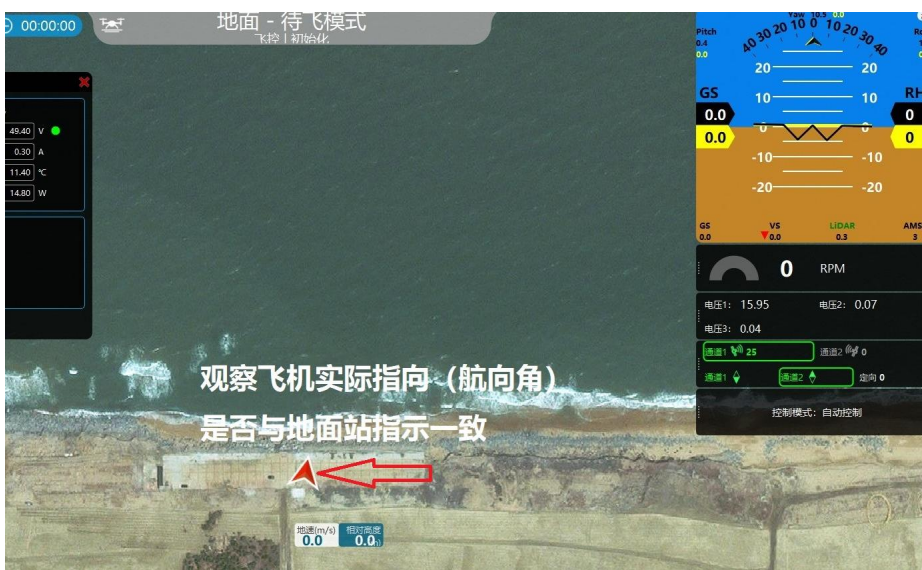 00:00:00
地面 - 待飞模式
飞控 | 初始化
49.40 V
0.30 A
11.40 ℃
14.80 W
Yaw 10.5 0.0
Pitch
0.4
0.0
40 30 20 10 0 10 20 30 40
20 20
GS
10 10
RH
0.0
0
0 0
0.0
0
-10 -10
-20 -20
GS VS LiDAR AMS
0.0 0.0 0.3 3
0 RPM
电压1: 15.95 电压2: 0.07
电压3: 0.04
通道1 25 通道2 0
通道1 通道2 定向 0
控制模式: 自动控制
观察飞机实际指向（航向角）
是否与地面站指示一致
地速(m/s) 相对高度
0.0 0.0